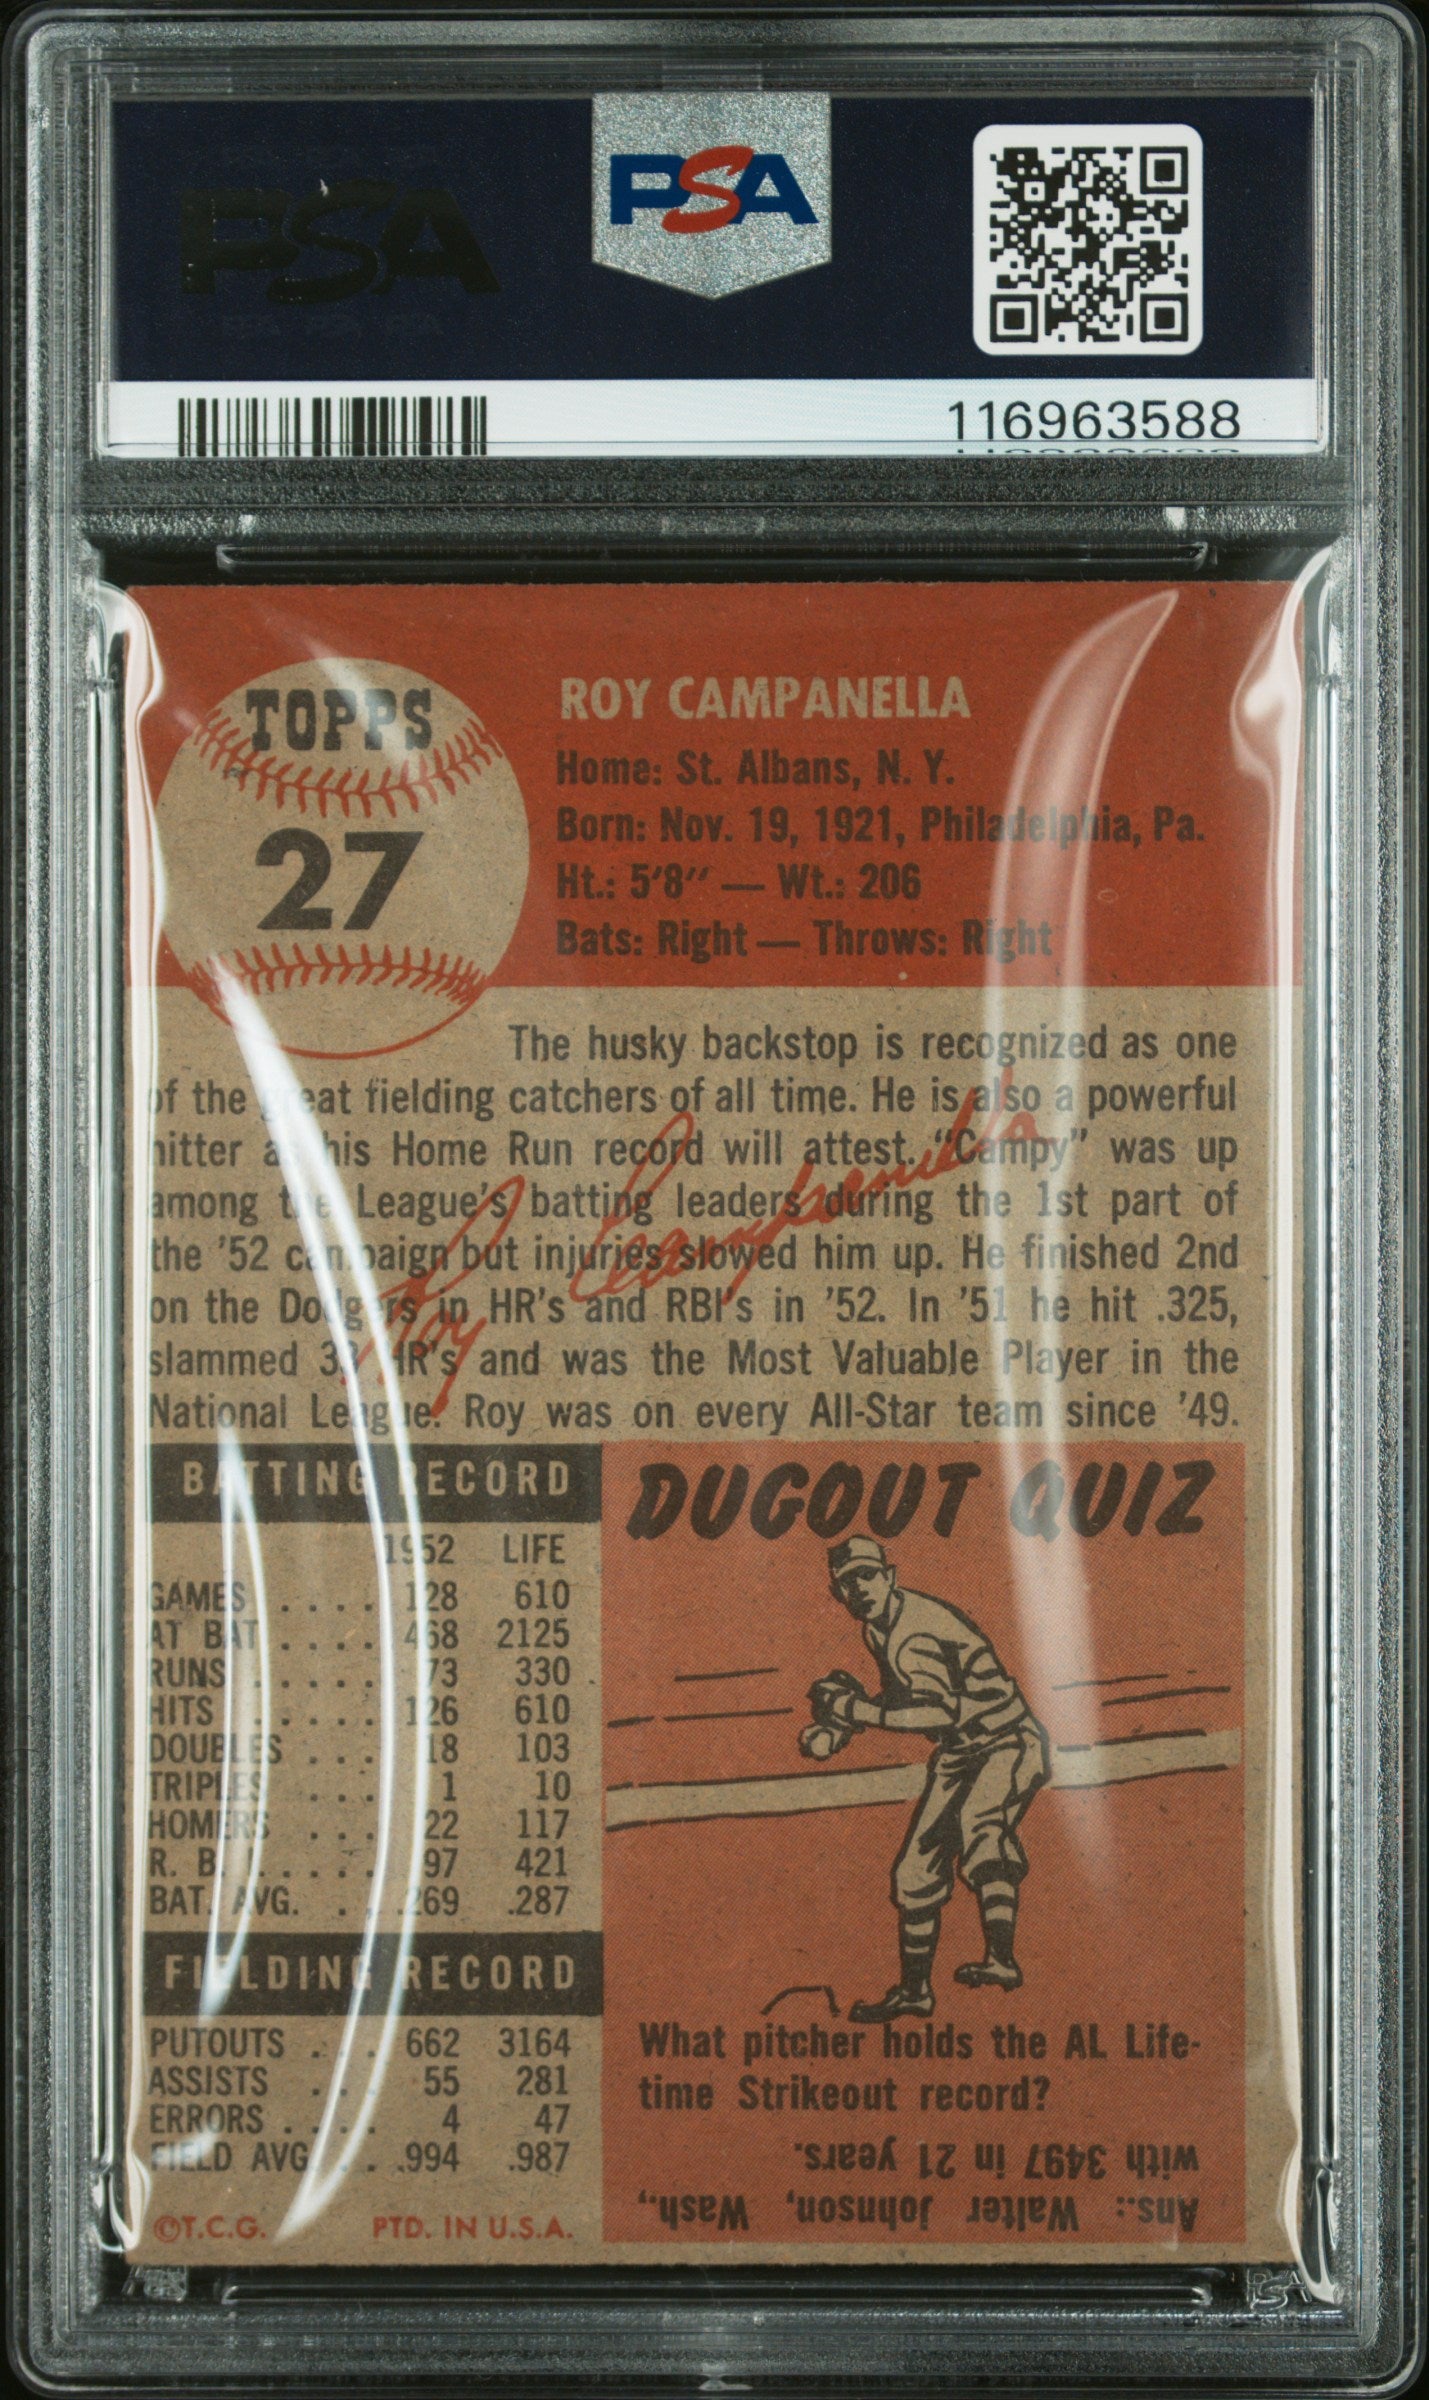 PSA
PSA
116963588
TOPPS
27
ROY CAMPANELLA
Home: St. Albans, N. Y.
Born: Nov. 19, 1921, Philadelphia, Pa.
Ht.: 5'8" — Wt.: 206
Bats: Right — Throws: Right
The husky backstop is recognized as one
of the great fielding catchers of all time. He is also a powerful
hitter as his Home Run record will attest. "Campy" was up
among the League's batting leaders during the 1st part of
the '52 campaign but injuries slowed him up. He finished 2nd
on the Dodgers in HR's and RBI's in '52. In '51 he hit .325,
slammed 33 HR's and was the Most Valuable Player in the
National League. Roy was on every All-Star team since '49.
Roy Campanella
BATTING RECORD
1952 LIFE
GAMES .... 128 610
AT BAT .... 468 2125
RUNS ..... 73 330
HITS ..... 126 610
DOUBLES ... 18 103
TRIPLES ... 1 10
HOMERS ... 22 117
R. B. I. .... 97 421
BAT. AVG. .. .269 .287
FIELDING RECORD
PUTOUTS ... 662 3164
ASSISTS ... 55 281
ERRORS .... 4 47
FIELD AVG. .. .994 .987
©T.C.G. PTD. IN U.S.A.
DUGOUT QUIZ
What pitcher holds the AL Life-
time Strikeout record?
Ans.: Walter Johnson, Wash.,
with 3497 in 21 years.
PSA